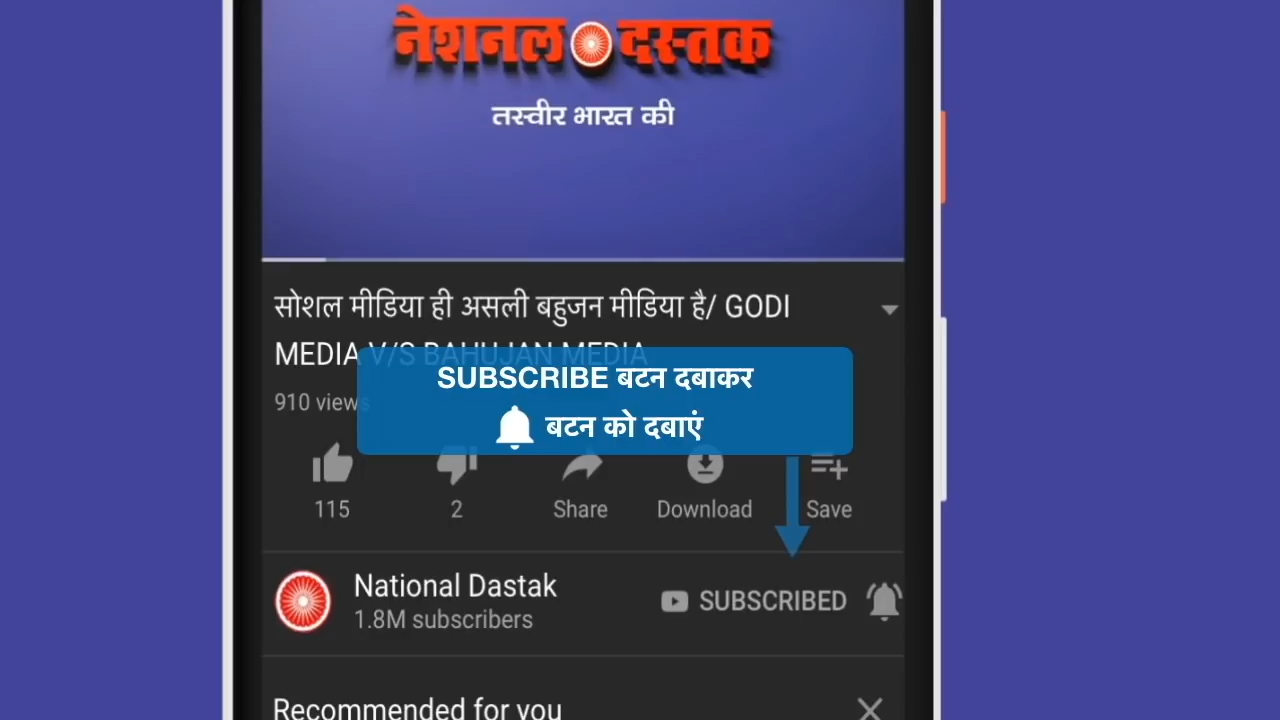 नेशनल दस्तक
तस्वीर भारत की
सोशल मीडिया ही असली बहुजन मीडिया है/ GODI
MEDIA V/S BAHUJAN MEDIA
910 views
SUBSCRIBE बटन दबाकर
बटन को दबाएं
115
2
Share
Download
Save
National Dastak
1.8M subscribers
SUBSCRIBED
Recommended for you